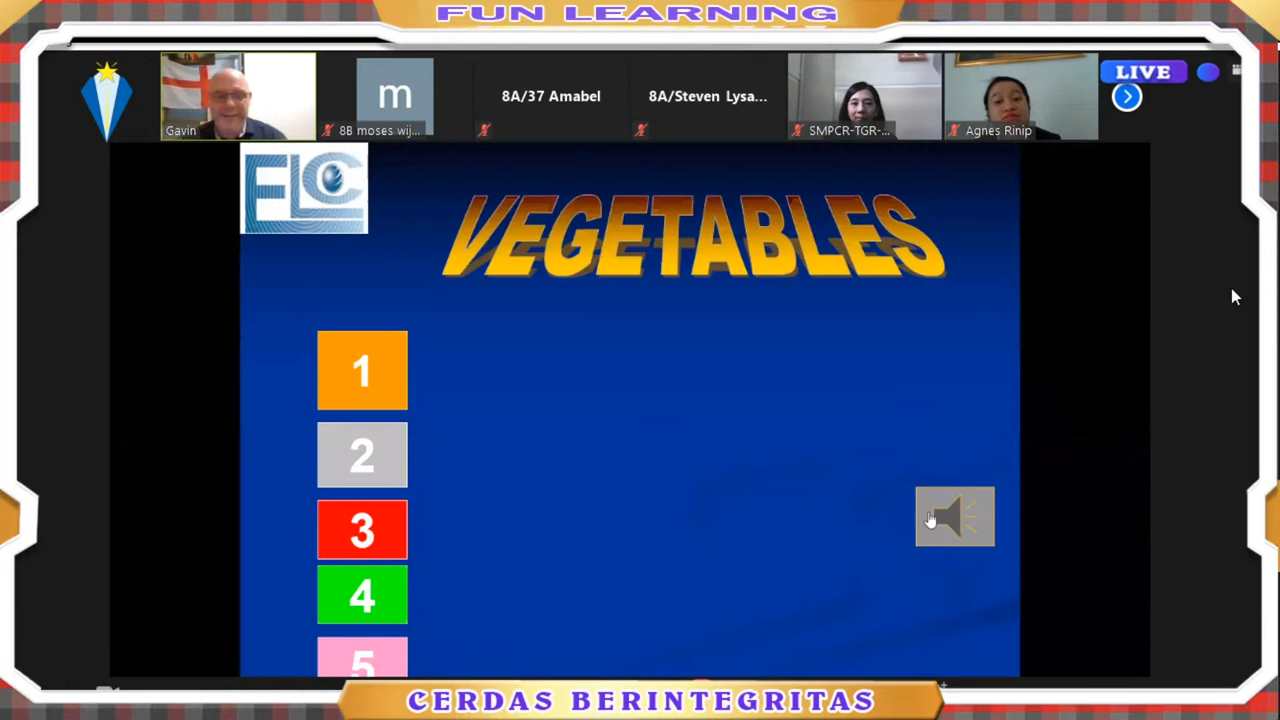 FUN LEARNING
LIVE
Gavin
m
8B moses wij...
8A/37 Amabel
8A/Steven Lysa...
SMPCR-TGR-...
Agnes Rinip
ELC
VEGETABLES
1
2
3
4
5
CERDAS BERINTEGRITAS